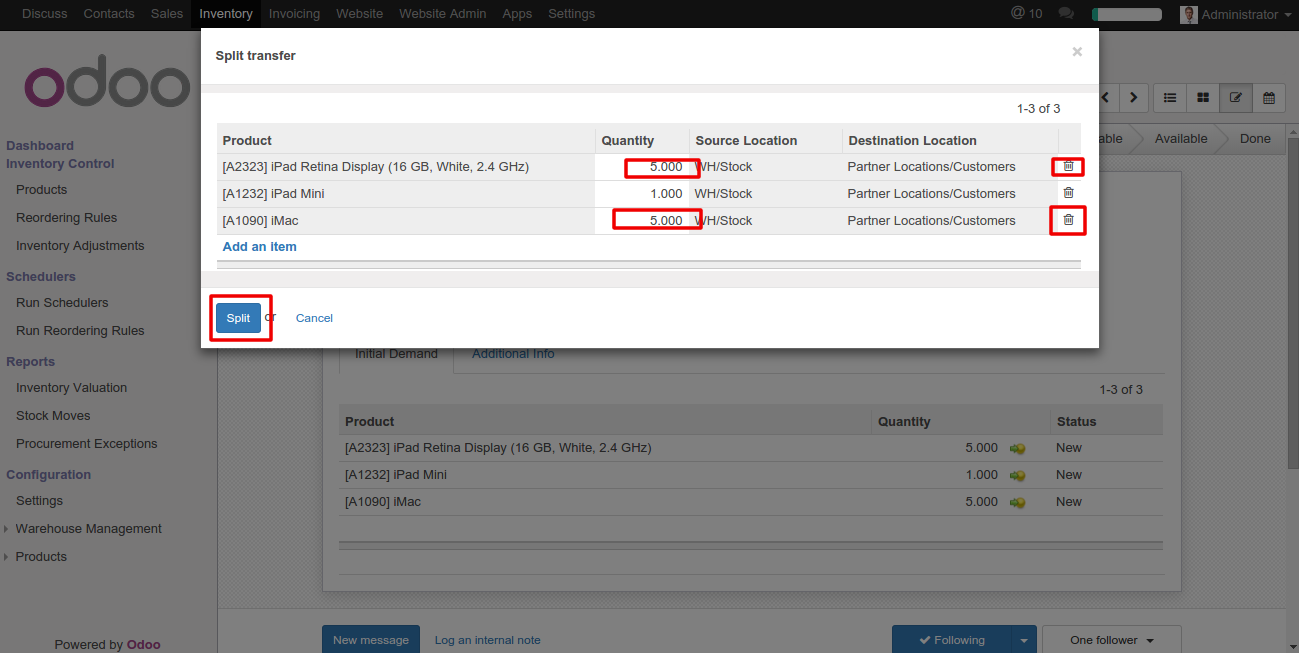 Discuss Contacts Sales Inventory Invoicing Website Website Admin Apps Settings @ 10 Administrator
Split transfer ×
odoo
1-3 of 3
Product Quantity Source Location Destination Location
[A2323] iPad Retina Display (16 GB, White, 2.4 GHz) 5.000 WH/Stock Partner Locations/Customers
[A1232] iPad Mini 1.000 WH/Stock Partner Locations/Customers
[A1090] iMac 5.000 WH/Stock Partner Locations/Customers
Add an item
Split or Cancel
able Available Done
Dashboard
Inventory Control
Products
Reordering Rules
Inventory Adjustments
Schedulers
Run Schedulers
Run Reordering Rules
Reports
Inventory Valuation
Stock Moves
Procurement Exceptions
Configuration
Settings
Warehouse Management
Products
Powered by Odoo
Initial Demand Additional Info
1-3 of 3
Product Quantity Status
[A2323] iPad Retina Display (16 GB, White, 2.4 GHz) 5.000 New
[A1232] iPad Mini 1.000 New
[A1090] iMac 5.000 New
New message Log an internal note Following One follower